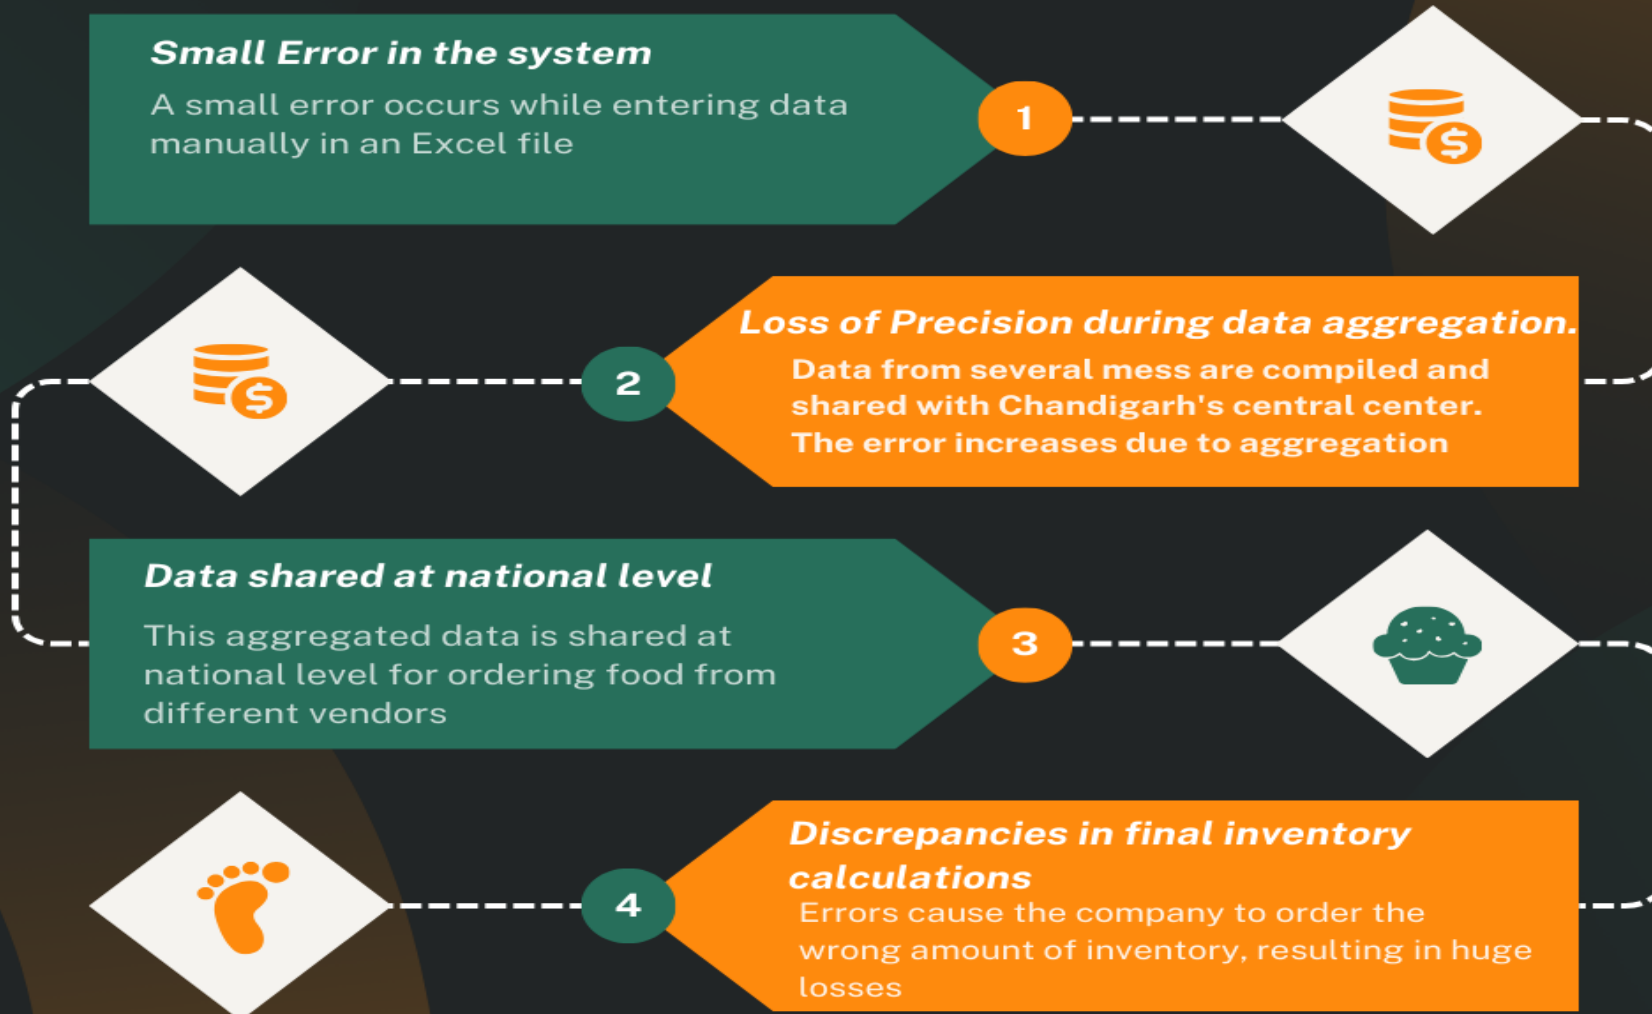 Small Error in the system
A small error occurs while entering data
manually in an Excel file
1
$
Loss of Precision during data aggregation.
Data from several mess are compiled and
shared with Chandigarh's central center.
The error increases due to aggregation
2
$
Data shared at national level
This aggregated data is shared at
national level for ordering food from
different vendors
3
Discrepancies in final inventory
calculations
Errors cause the company to order the
wrong amount of inventory, resulting in huge
losses
4